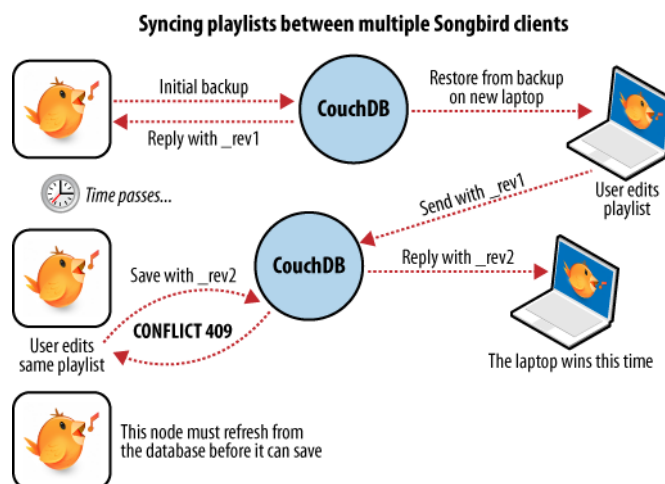 Syncing playlists between multiple Songbird clients
Initial backup
Reply with _rev1
CouchDB
Restore from backup
on new laptop
Time passes...
Send with _rev1
User edits
playlist
Save with _rev2
CONFLICT 409
CouchDB
Reply with _rev2
User edits
same playlist
The laptop wins this time
This node must refresh from
the database before it can save